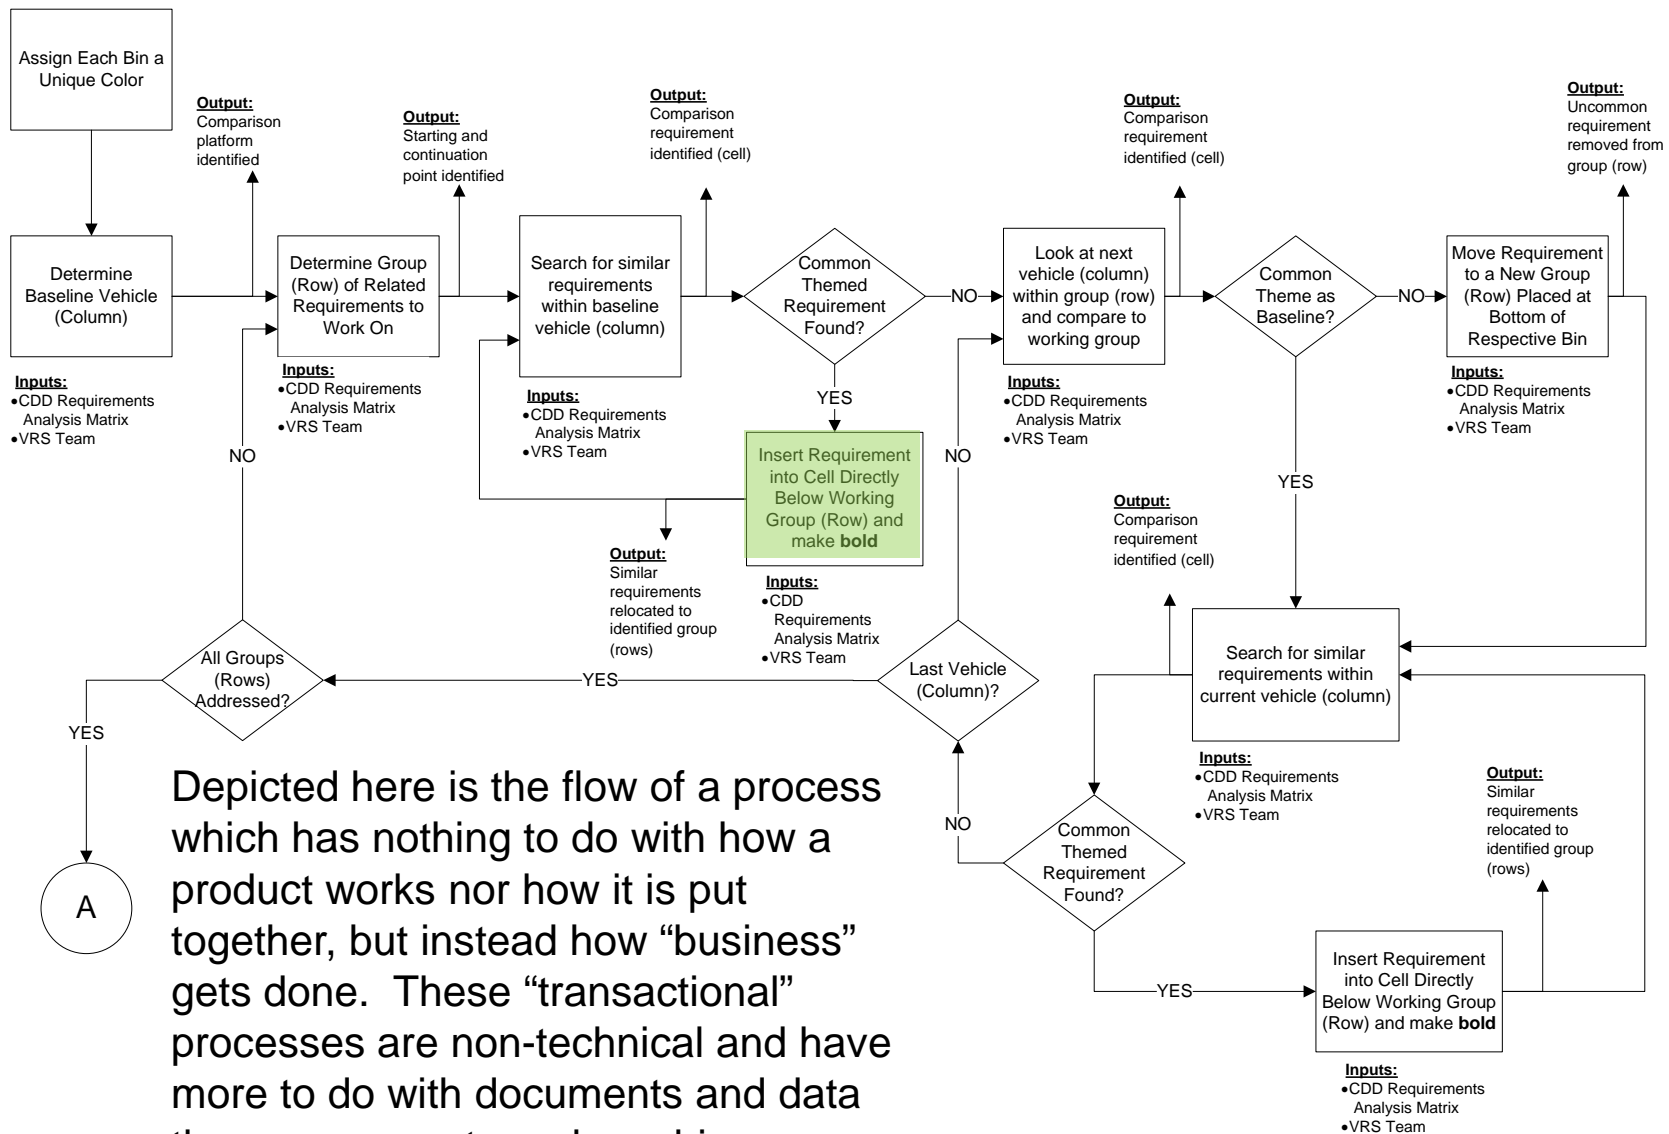 Assign Each Bin a
Unique Color
Output:
Comparison
platform
identified
Output:
Starting and
continuation
point identified
Output:
Comparison
requirement
identified (cell)
Output:
Comparison
requirement
identified (cell)
Output:
Uncommon
requirement
removed from
group (row)
Determine
Baseline Vehicle
(Column)
Inputs:
•CDD Requirements
Analysis Matrix
•VRS Team
Determine Group
(Row) of Related
Requirements to
Work On
Inputs:
•CDD Requirements
Analysis Matrix
•VRS Team
Search for similar
requirements
within baseline
vehicle (column)
Inputs:
•CDD Requirements
Analysis Matrix
•VRS Team
Common
Themed
Requirement
Found?
NO
YES
Look at next
vehicle (column)
within group (row)
and compare to
working group
Inputs:
•CDD Requirements
Analysis Matrix
•VRS Team
Common
Theme as
Baseline?
NO
YES
Move Requirement
to a New Group
(Row) Placed at
Bottom of
Respective Bin
Inputs:
•CDD Requirements
Analysis Matrix
•VRS Team
Insert Requirement
into Cell Directly
Below Working
Group (Row) and
make bold
Inputs:
•CDD
Requirements
Analysis Matrix
•VRS Team
Output:
Similar
requirements
relocated to
identified group
(rows)
NO
NO
Output:
Comparison
requirement
identified (cell)
All Groups
(Rows)
Addressed?
YES
YES
Last Vehicle
(Column)?
NO
Search for similar
requirements within
current vehicle (column)
Inputs:
•CDD Requirements
Analysis Matrix
•VRS Team
Common
Themed
Requirement
Found?
YES
Output:
Similar
requirements
relocated to
identified group
(rows)
Insert Requirement
into Cell Directly
Below Working Group
(Row) and make bold
Inputs:
•CDD Requirements
Analysis Matrix
•VRS Team
A
Depicted here is the flow of a process
which has nothing to do with how a
product works nor how it is put
together, but instead how “business”
gets done. These “transactional”
processes are non-technical and have
more to do with documents and data